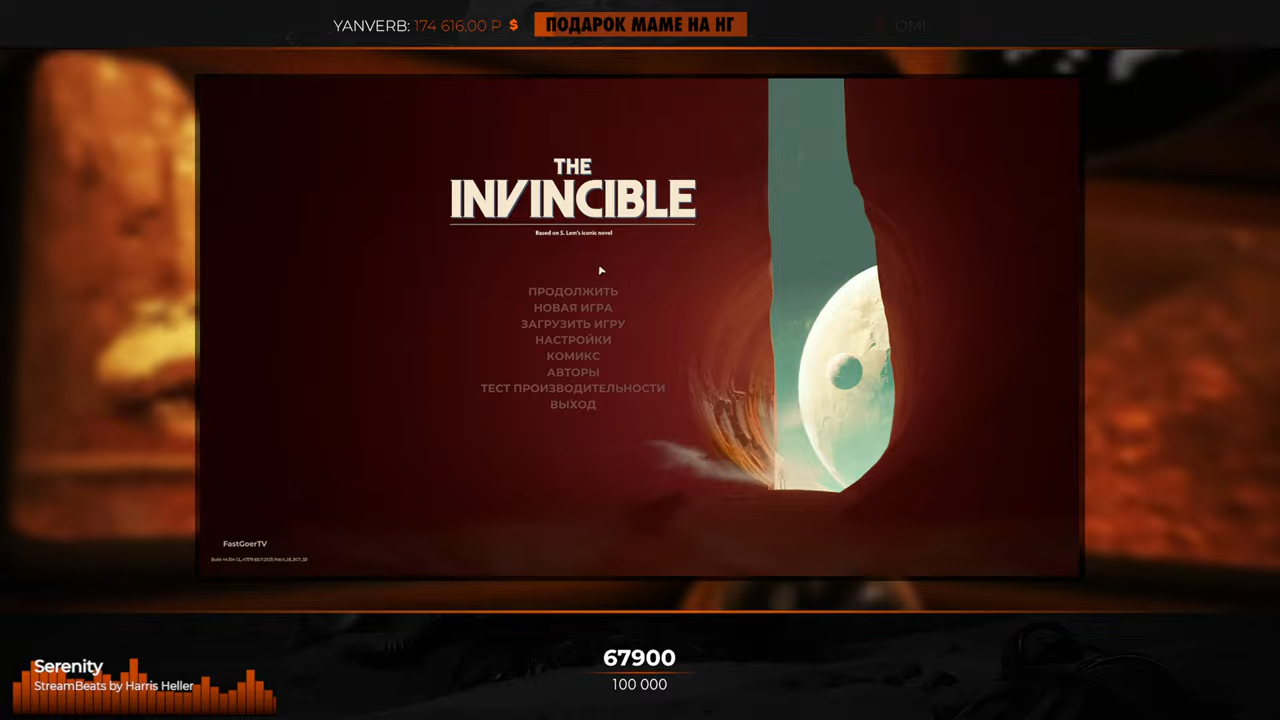 YANVERB: 174 616.00 Р $
ПОДАРОК МАМЕ НА НГ
OMI
THE
INVINCIBLE
Based on S. Lem's iconic novel
ПРОДОЛЖИТЬ
НОВАЯ ИГРА
ЗАГРУЗИТЬ ИГРУ
НАСТРОЙКИ
КОМИКС
АВТОРЫ
ТЕСТ ПРОИЗВОДИТЕЛЬНОСТИ
ВЫХОД
FastGoerTV
67900
100 000
Serenity
StreamBeats by Harris Heller